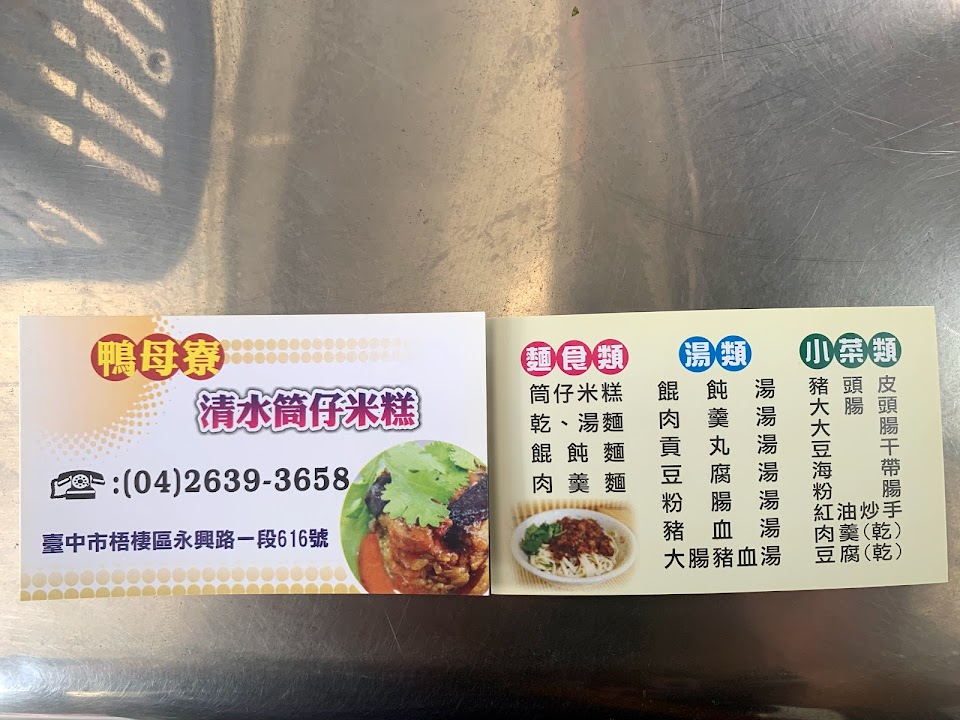 鴨母寮
清水筒仔米糕
:(04)2639-3658
臺中市梧棲區永興路一段616號
麵食類
筒仔米糕
乾、湯麵
餛飩麵
肉羹麵
湯類
餛飩湯
肉羹湯
貢丸湯
豆腐湯
粉腸湯
豬血湯
大腸豬血湯
小菜類
豬頭皮
大腸頭
大腸
豆干
海帶
粉腸
紅油炒手
肉羹(乾)
豆腐(乾)